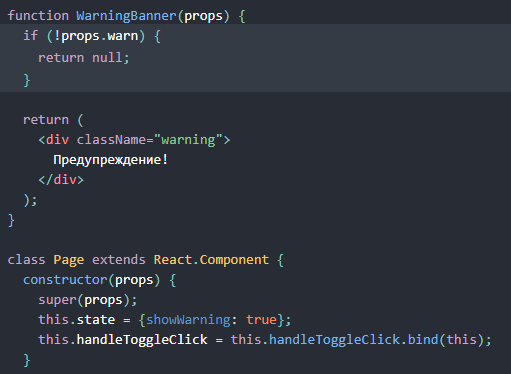 function WarningBanner(props) {
  if (!props.warn) {
    return null;
  }

  return (
    <div className="warning">
      Предупреждение!
    </div>
  );
}

class Page extends React.Component {
  constructor(props) {
    super(props);
    this.state = {showWarning: true};
    this.handleToggleClick = this.handleToggleClick.bind(this);
  }